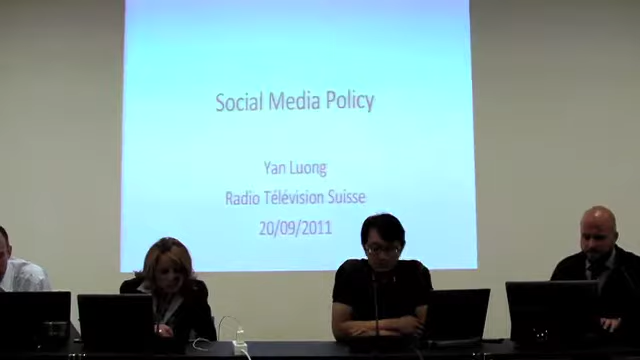 Social Media Policy
Yan Luong
Radio Télévision Suisse
20/09/2011